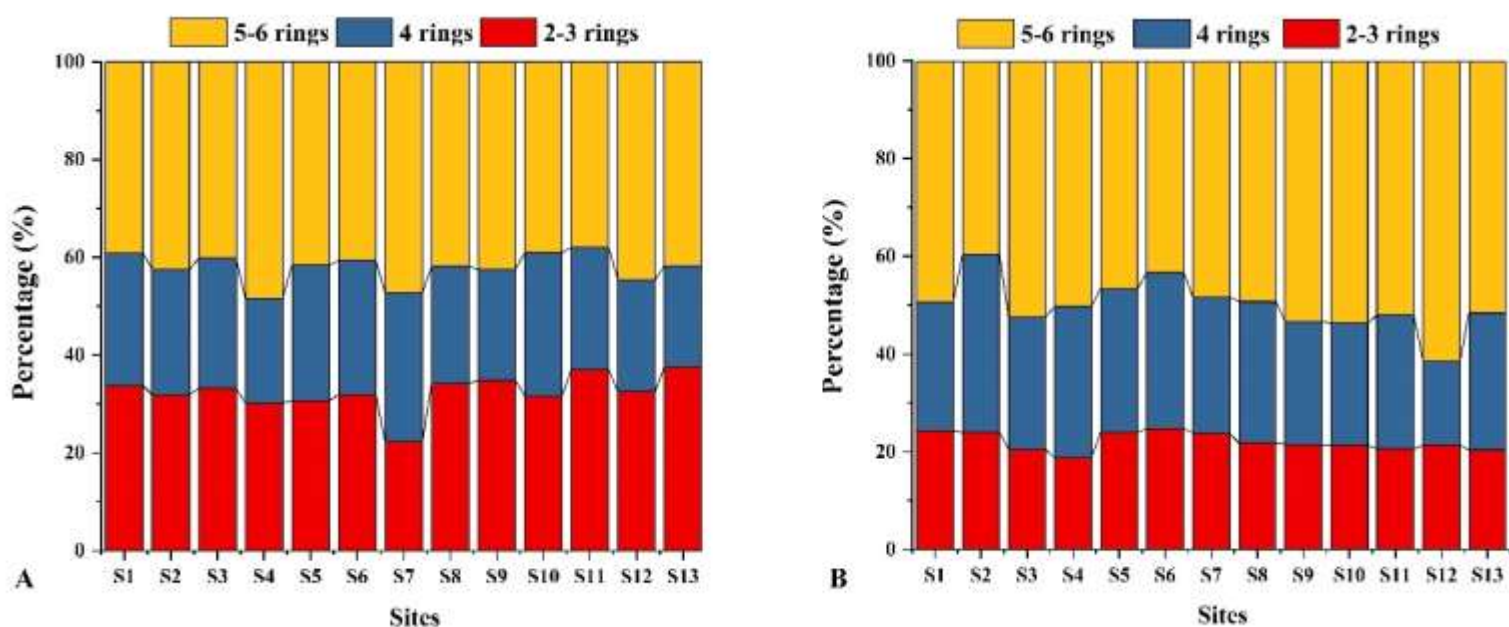 5-6 rings 4 rings 2-3 rings
100
80
60
40
20
0
Percentage (%)
S1 S2 S3 S4 S5 S6 S7 S8 S9 S10 S11 S12 S13
A
Sites
5-6 rings 4 rings 2-3 rings
100
80
60
40
20
0
Percentage (%)
S1 S2 S3 S4 S5 S6 S7 S8 S9 S10 S11 S12 S13
B
Sites